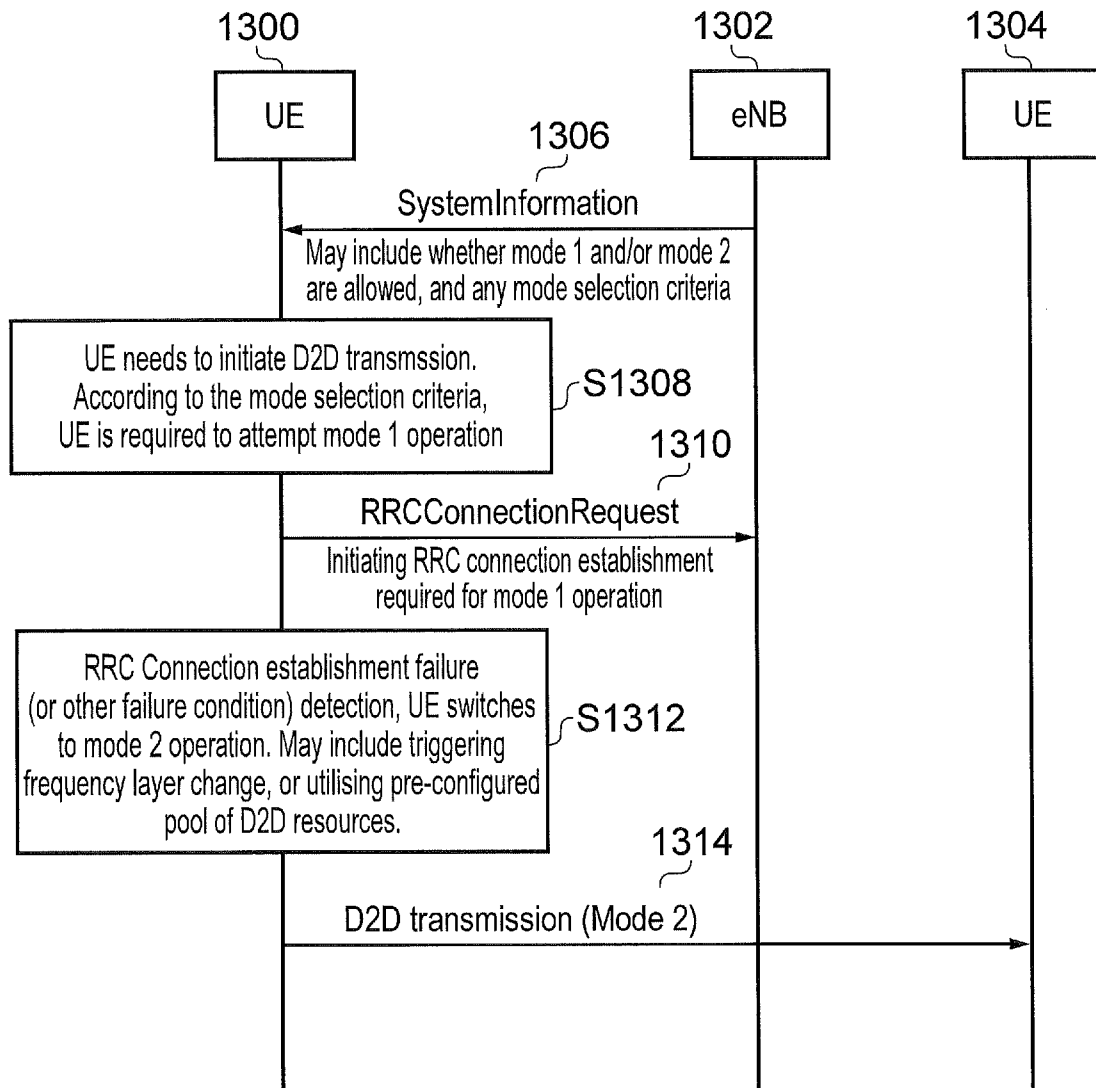 1300
1302
1304
UE
eNB
UE
1306
SystemInformation
May include whether mode 1 and/or mode 2
are allowed, and any mode selection criteria
UE needs to initiate D2D transmssion.
According to the mode selection criteria,
UE is required to attempt mode 1 operation
S1308
1310
RRCConnectionRequest
Initiating RRC connection establishment
required for mode 1 operation
RRC Connection establishment failure
(or other failure condition) detection, UE switches
to mode 2 operation. May include triggering
frequency layer change, or utilising pre-configured
pool of D2D resources.
S1312
1314
D2D transmission (Mode 2)